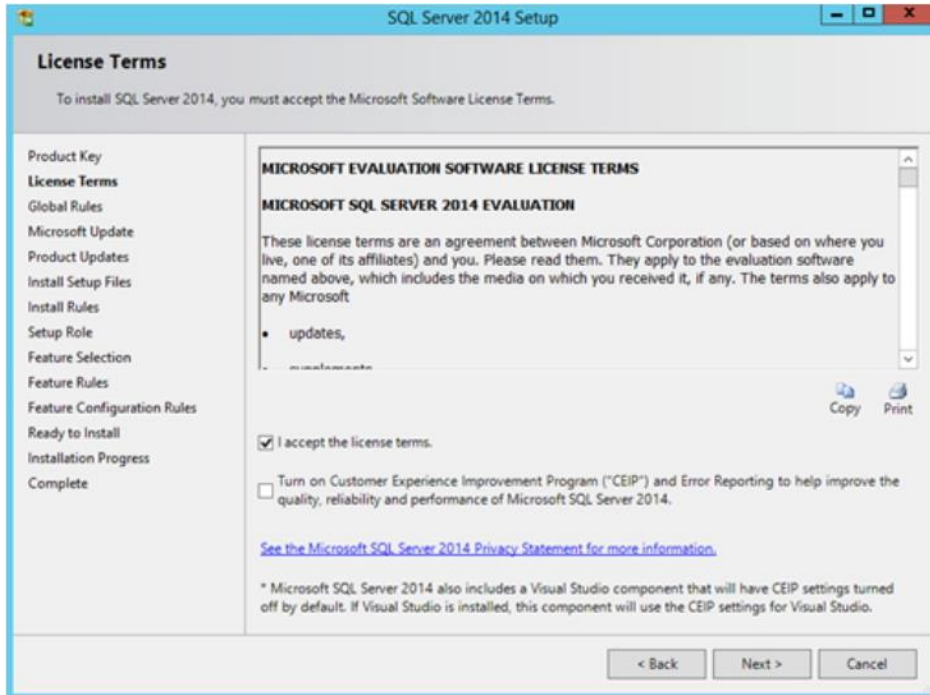 SQL Server 2014 Setup
License Terms
To install SQL Server 2014, you must accept the Microsoft Software License Terms.
Product Key
License Terms
Global Rules
Microsoft Update
Product Updates
Install Setup Files
Install Rules
Setup Role
Feature Selection
Feature Rules
Feature Configuration Rules
Ready to Install
Installation Progress
Complete
MICROSOFT EVALUATION SOFTWARE LICENSE TERMS
MICROSOFT SQL SERVER 2014 EVALUATION
These license terms are an agreement between Microsoft Corporation (or based on where you
live, one of its affiliates) and you. Please read them. They apply to the evaluation software
named above, which includes the media on which you received it, if any. The terms also apply to
any Microsoft
• updates,
Copy Print
I accept the license terms.
Turn on Customer Experience Improvement Program ("CEIP") and Error Reporting to help improve the
quality, reliability and performance of Microsoft SQL Server 2014.
See the Microsoft SQL Server 2014 Privacy Statement for more information.
* Microsoft SQL Server 2014 also includes a Visual Studio component that will have CEIP settings turned
off by default. If Visual Studio is installed, this component will use the CEIP settings for Visual Studio.
< Back Next > Cancel